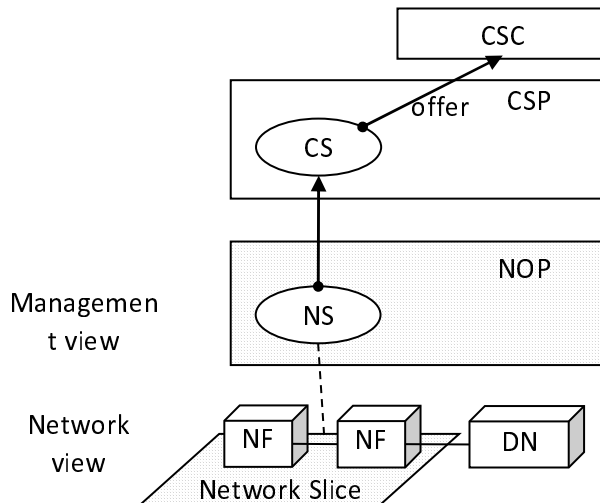 CSC
offer
CSP
CS
NOP
NS
Managemen
t view
Network
view
NF
NF
DN
Network Slice